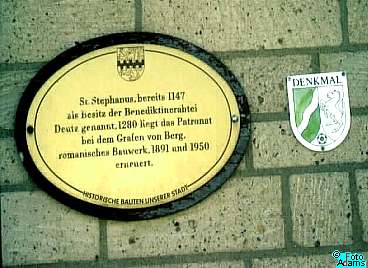 St. Stephanus, bereits 1147
als Besitz der Benediktinerabtei
Deutz genannt, 1280 liegt das Patronat
bei dem Grafen von Berg,
romanisches Bauwerk, 1891 und 1950
erneuert.
HISTORISCHE BAUTEN UNSERER STADT
DENKMAL
© Foto
Adams